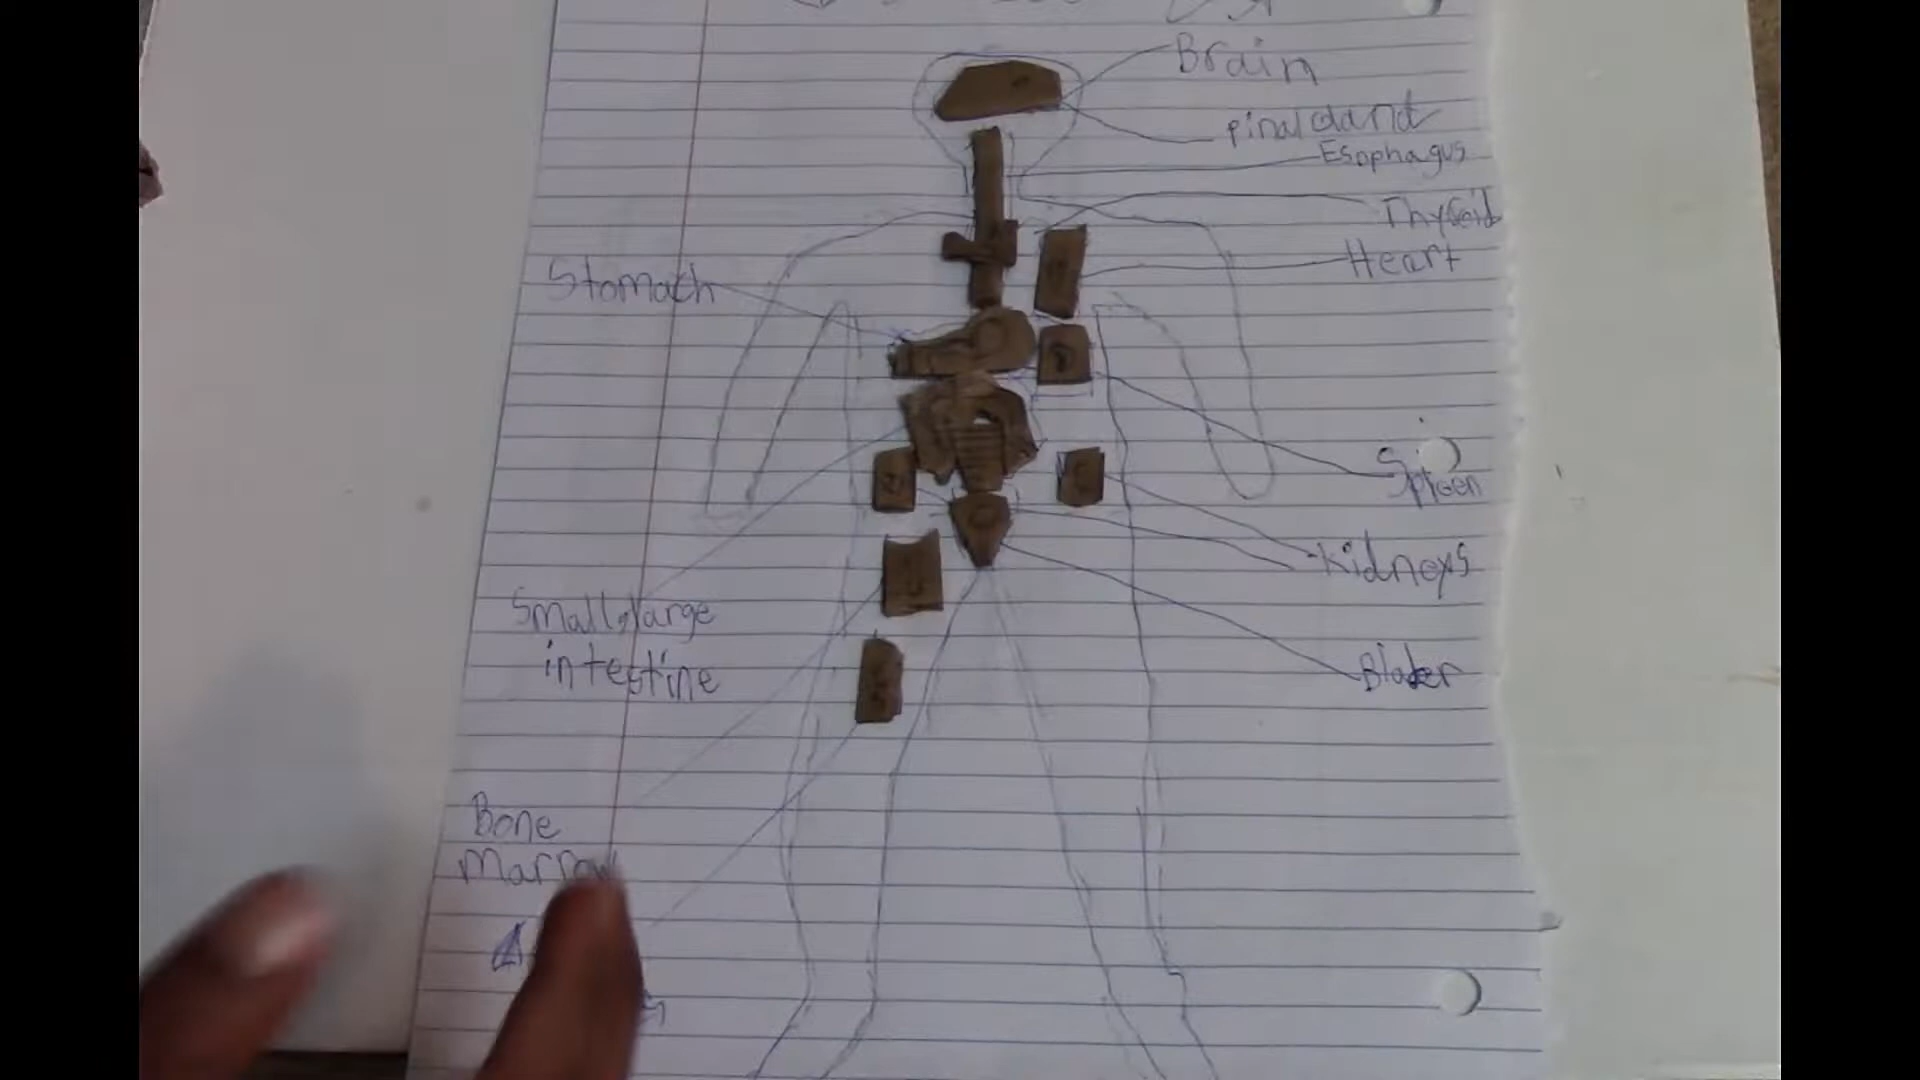 Brain
pinal Gland
Esophagus
Thyroid
Heart
Stomach
Spleen
Kidneys
Small, large
intestine
Blader
Bone
Marrow